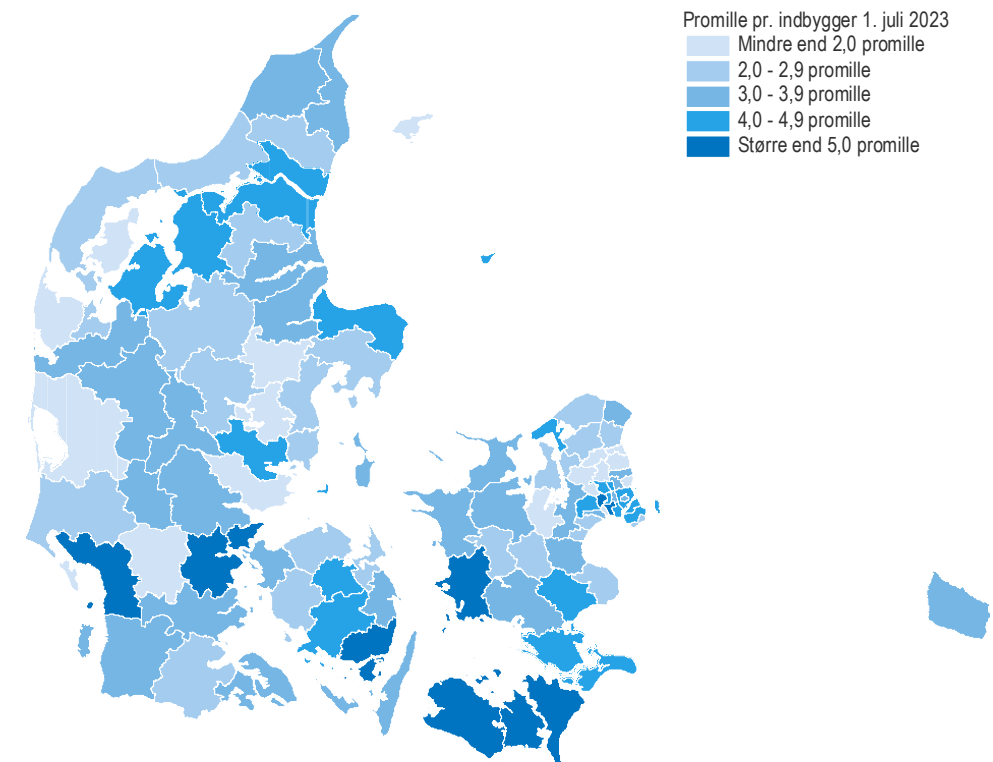 Promille pr. indbygger 1. juli 2023
Mindre end 2,0 promille
2,0 - 2,9 promille
3,0 - 3,9 promille
4,0 - 4,9 promille
Større end 5,0 promille